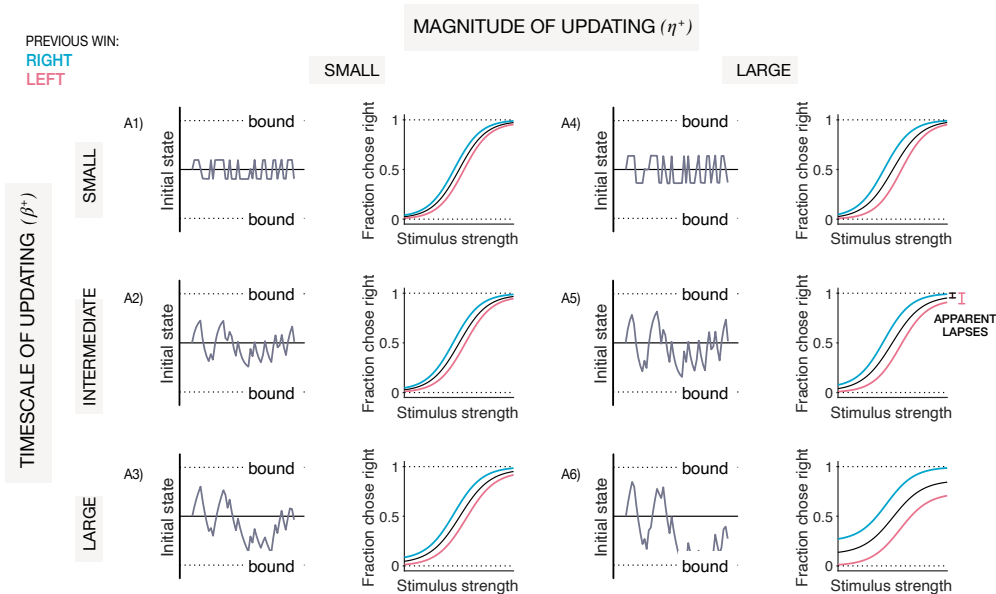 MAGNITUDE OF UPDATING (η⁺)
PREVIOUS WIN:
RIGHT
LEFT
SMALL
LARGE
TIMESCALE OF UPDATING (β⁺)
SMALL
A1)
Initial state
bound
bound
Fraction chose right
1
0.5
0
Stimulus strength
A4)
Initial state
bound
bound
Fraction chose right
1
0.5
0
Stimulus strength
INTERMEDIATE
A2)
Initial state
bound
bound
Fraction chose right
1
0.5
0
Stimulus strength
A5)
Initial state
bound
bound
Fraction chose right
1
0.5
0
Stimulus strength
APPARENT
LAPSES
LARGE
A3)
Initial state
bound
bound
Fraction chose right
1
0.5
0
Stimulus strength
A6)
Initial state
bound
bound
Fraction chose right
1
0.5
0
Stimulus strength